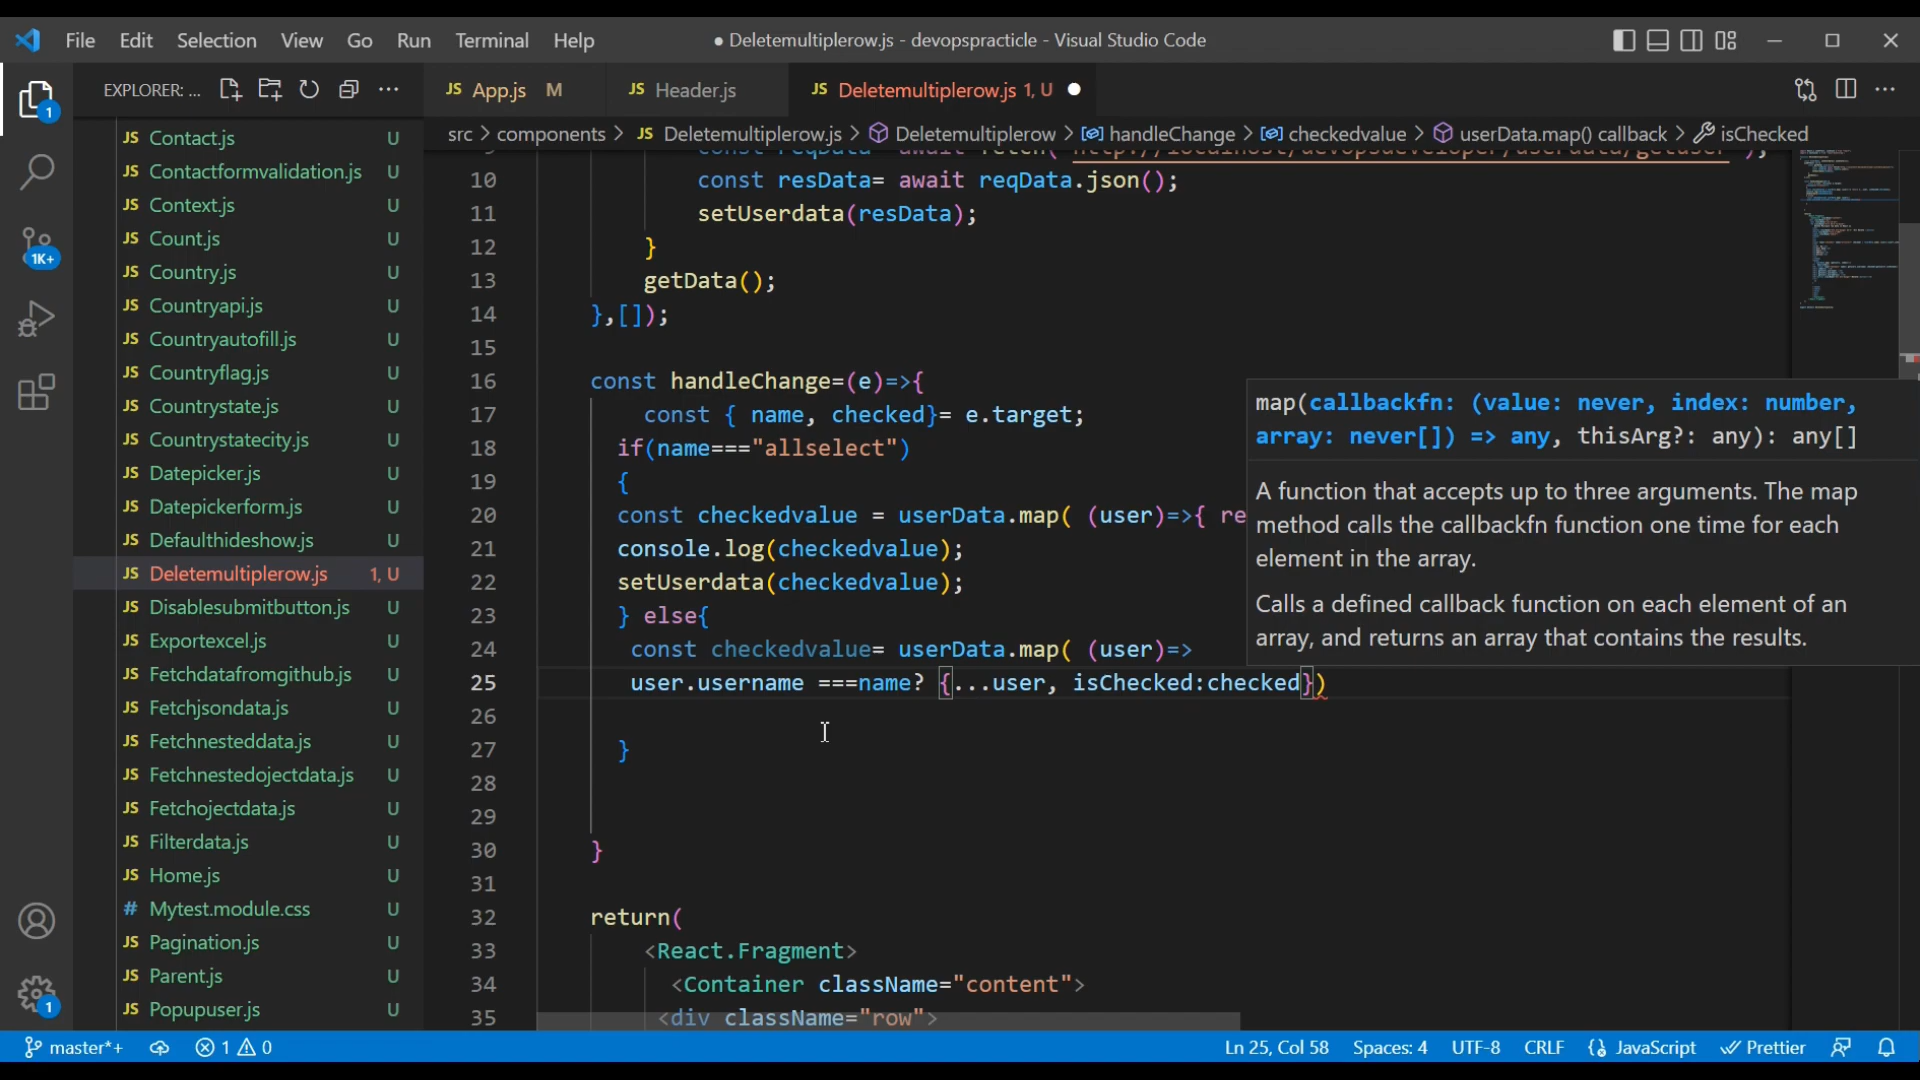 File Edit Selection View Go Run Terminal Help ● Deletemultiplerow.js - devopspracticle - Visual Studio Code
EXPLORER: ...
JS App.js M JS Header.js JS Deletemultiplerow.js 1, U
src > components > JS Deletemultiplerow.js > Deletemultiplerow > handleChange > checkedvalue > userData.map() callback > isChecked
1
1K+
1
JS Contact.js U
JS Contactformvalidation.js U
JS Context.js U
JS Count.js U
JS Country.js U
JS Countryapi.js U
JS Countryautofill.js U
JS Countryflag.js U
JS Countrystate.js U
JS Countrystatecity.js U
JS Datepicker.js U
JS Datepickerform.js U
JS Defaulthideshow.js U
JS Deletemultiplerow.js 1, U
JS Disablesubmitbutton.js U
JS Exportexcel.js U
JS Fetchdatafromgithub.js U
JS Fetchjsondata.js U
JS Fetchnesteddata.js U
JS Fetchnestedojectdata.js U
JS Fetchojectdata.js U
JS Filterdata.js U
JS Home.js U
# Mytest.module.css U
JS Pagination.js U
JS Parent.js U
JS Popupuser.js U
10 const resData= await reqData.json();
11 setUserdata(resData);
12 }
13 getData();
14 },[]);
15
16 const handleChange=(e)=>{
17 const { name, checked}= e.target;
18 if(name==="allselect")
19 {
20 const checkedvalue = userData.map( (user)=>{ re
21 console.log(checkedvalue);
22 setUserdata(checkedvalue);
23 } else{
24 const checkedvalue= userData.map( (user)=>
25 user.username ===name? {...user, isChecked:checked})
26
27 }
28
29
30 }
31
32 return(
33 <React.Fragment>
34 <Container className="content">
35 <div className="row">
map(callbackfn: (value: never, index: number,
array: never[]) => any, thisArg?: any): any[]
A function that accepts up to three arguments. The map
method calls the callbackfn function one time for each
element in the array.
Calls a defined callback function on each element of an
array, and returns an array that contains the results.
master*+ 1 0 Ln 25, Col 58 Spaces: 4 UTF-8 CRLF JavaScript Prettier